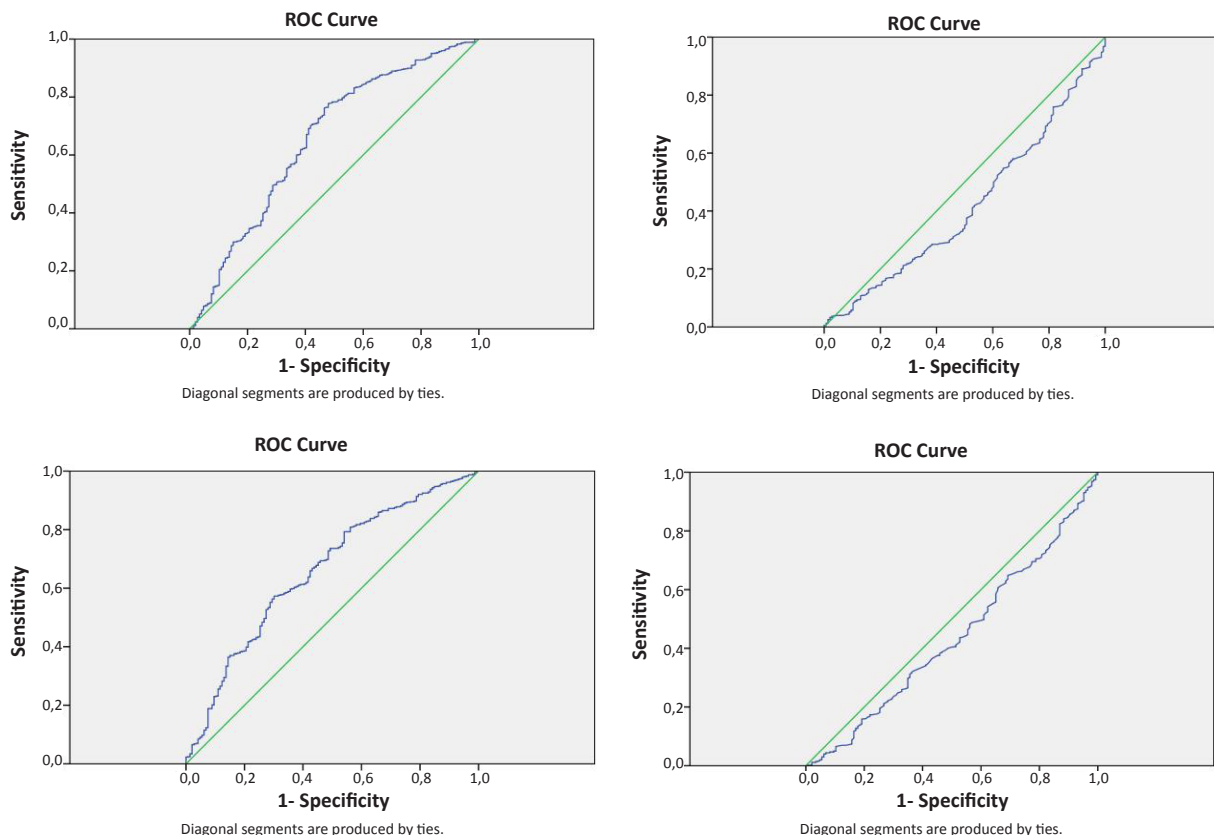 ROC Curve
1,0
0,8
0,6
0,4
0,2
0,0
Sensitivity
0,0 0,2 0,4 0,6 0,8 1,0
1- Specificity
Diagonal segments are produced by ties.
ROC Curve
1,0
0,8
0,6
0,4
0,2
0,0
Sensitivity
0,0 0,2 0,4 0,6 0,8 1,0
1- Specificity
Diagonal segments are produced by ties.
ROC Curve
1,0
0,8
0,6
0,4
0,2
0,0
Sensitivity
0,0 0,2 0,4 0,6 0,8 1,0
1- Specificity
Diagonal segments are produced by ties.
ROC Curve
1,0
0,8
0,6
0,4
0,2
0,0
Sensitivity
0,0 0,2 0,4 0,6 0,8 1,0
1- Specificity
Diagonal segments are produced by ties.